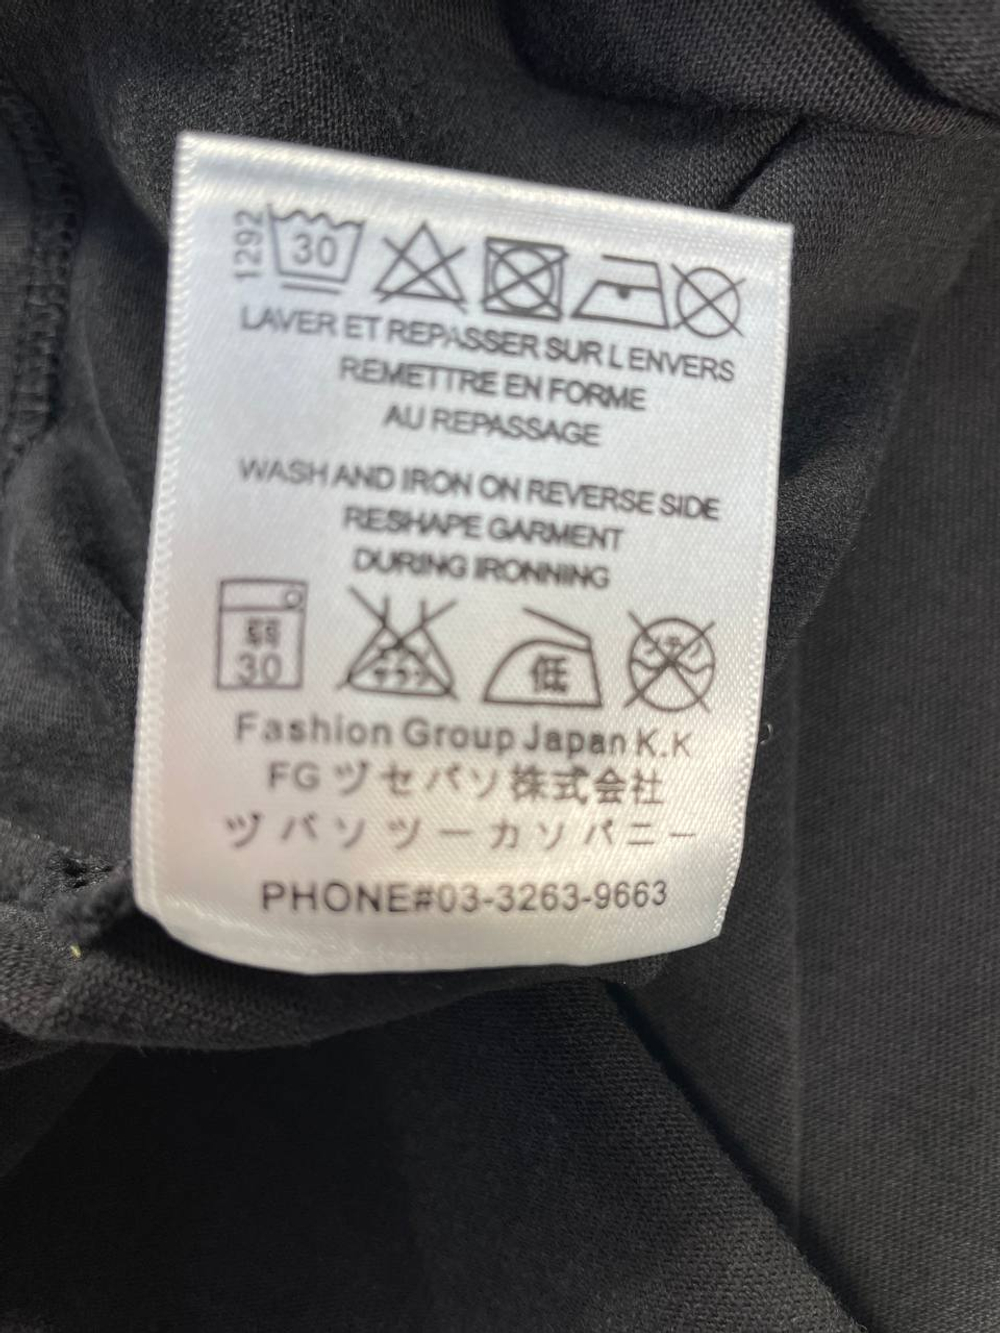 1292
30
LAVER ET REPASSER SUR L ENVERS
REMETTRE EN FORME
AU REPASSAGE
WASH AND IRON ON REVERSE SIDE
RESHAPE GARMENT
DURING IRONNING
30
低
Fashion Group Japan K.K
FG ヅセバソ株式会社
ヅバソツーカソパニー
PHONE#03-3263-9663